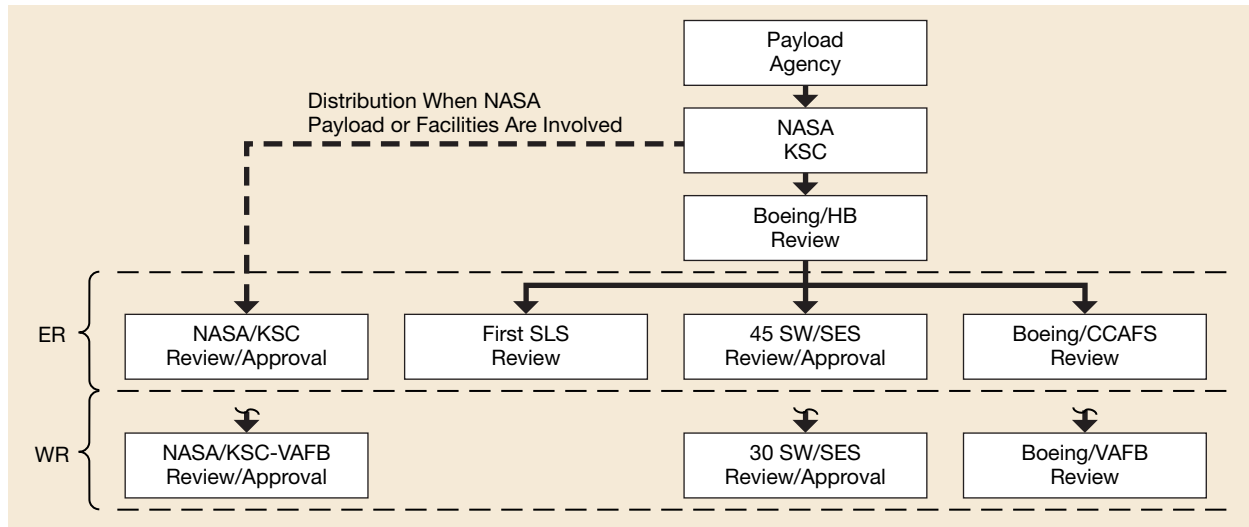 Payload
Agency
Distribution When NASA
Payload or Facilities Are Involved
NASA
KSC
Boeing/HB
Review
ER
NASA/KSC
Review/Approval
First SLS
Review
45 SW/SES
Review/Approval
Boeing/CCAFS
Review
WR
NASA/KSC-VAFB
Review/Approval
30 SW/SES
Review/Approval
Boeing/VAFB
Review